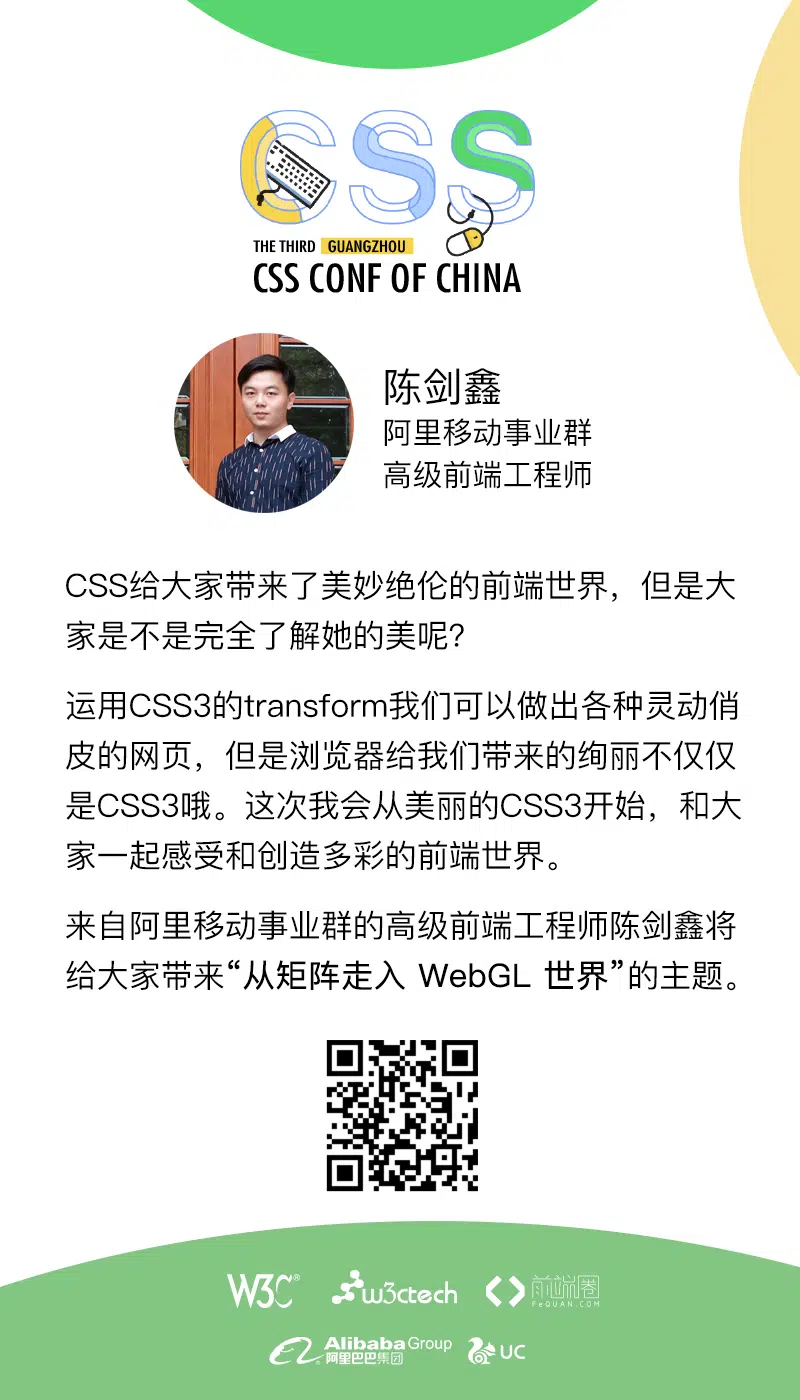 CSS
THE THIRD GUANGZHOU
CSS CONF OF CHINA
陈剑鑫
阿里移动事业群
高级前端工程师
CSS给大家带来了美妙绝伦的前端世界，但是大
家是不是完全了解她的美呢？
运用CSS3的transform我们可以做出各种灵动俏
皮的网页，但是浏览器给我们带来的绚丽不仅仅
是CSS3哦。这次我会从美丽的CSS3开始，和大
家一起感受和创造多彩的前端世界。
来自阿里移动事业群的高级前端工程师陈剑鑫将
给大家带来“从矩阵走入 WebGL 世界”的主题。
W3C® w3ctech 前端圈
FeQUAN.COM
Alibaba Group
阿里巴巴集团
UC